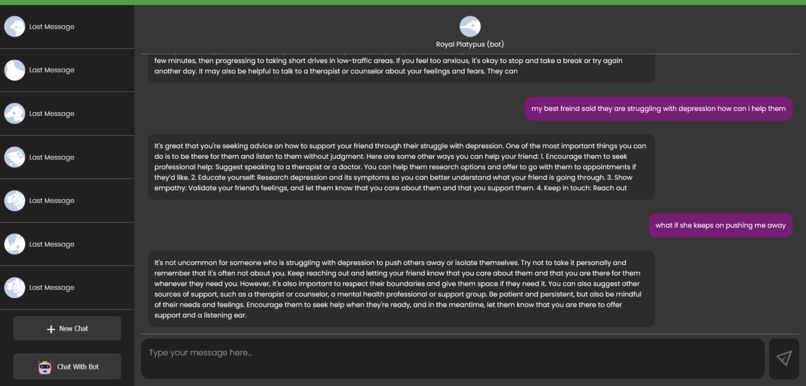 Last Message
Last Message
Last Message
Last Message
Last Message
Last Message
Last Message
+ New Chat
Chat With Bot
Royal Platypus (bot)
few minutes, then progressing to taking short drives in low-traffic areas. If you feel too anxious, it's okay to stop and take a break or try again
another day. It may also be helpful to talk to a therapist or counselor about your feelings and fears. They can
my best freind said they are struggling with depression how can i help them
It's great that you're seeking advice on how to support your friend through their struggle with depression. One of the most important things you can
do is to be there for them and listen to them without judgment. Here are some other ways you can help your friend: 1. Encourage them to seek
professional help: Suggest speaking to a therapist or a doctor. You can help them research options and offer to go with them to appointments if
they'd like. 2. Educate yourself: Research depression and its symptoms so you can better understand what your friend is going through. 3. Show
empathy: Validate your friend's feelings, and let them know that you care about them and that you support them. 4. Keep in touch: Reach out
what if she keeps on pushing me away
It's not uncommon for someone who is struggling with depression to push others away or isolate themselves. Try not to take it personally and
remember that it's often not about you. Keep reaching out and letting your friend know that you care about them and that you are there for them
whenever they need you. However, it's also important to respect their boundaries and give them space if they need it. You can also suggest other
sources of support, such as a therapist or counselor, a mental health professional or support group. Be patient and persistent, but also be mindful
of their needs and feelings. Encourage them to seek help when they're ready, and in the meantime, let them know that you are there to offer
support and a listening ear.
Type your message here...